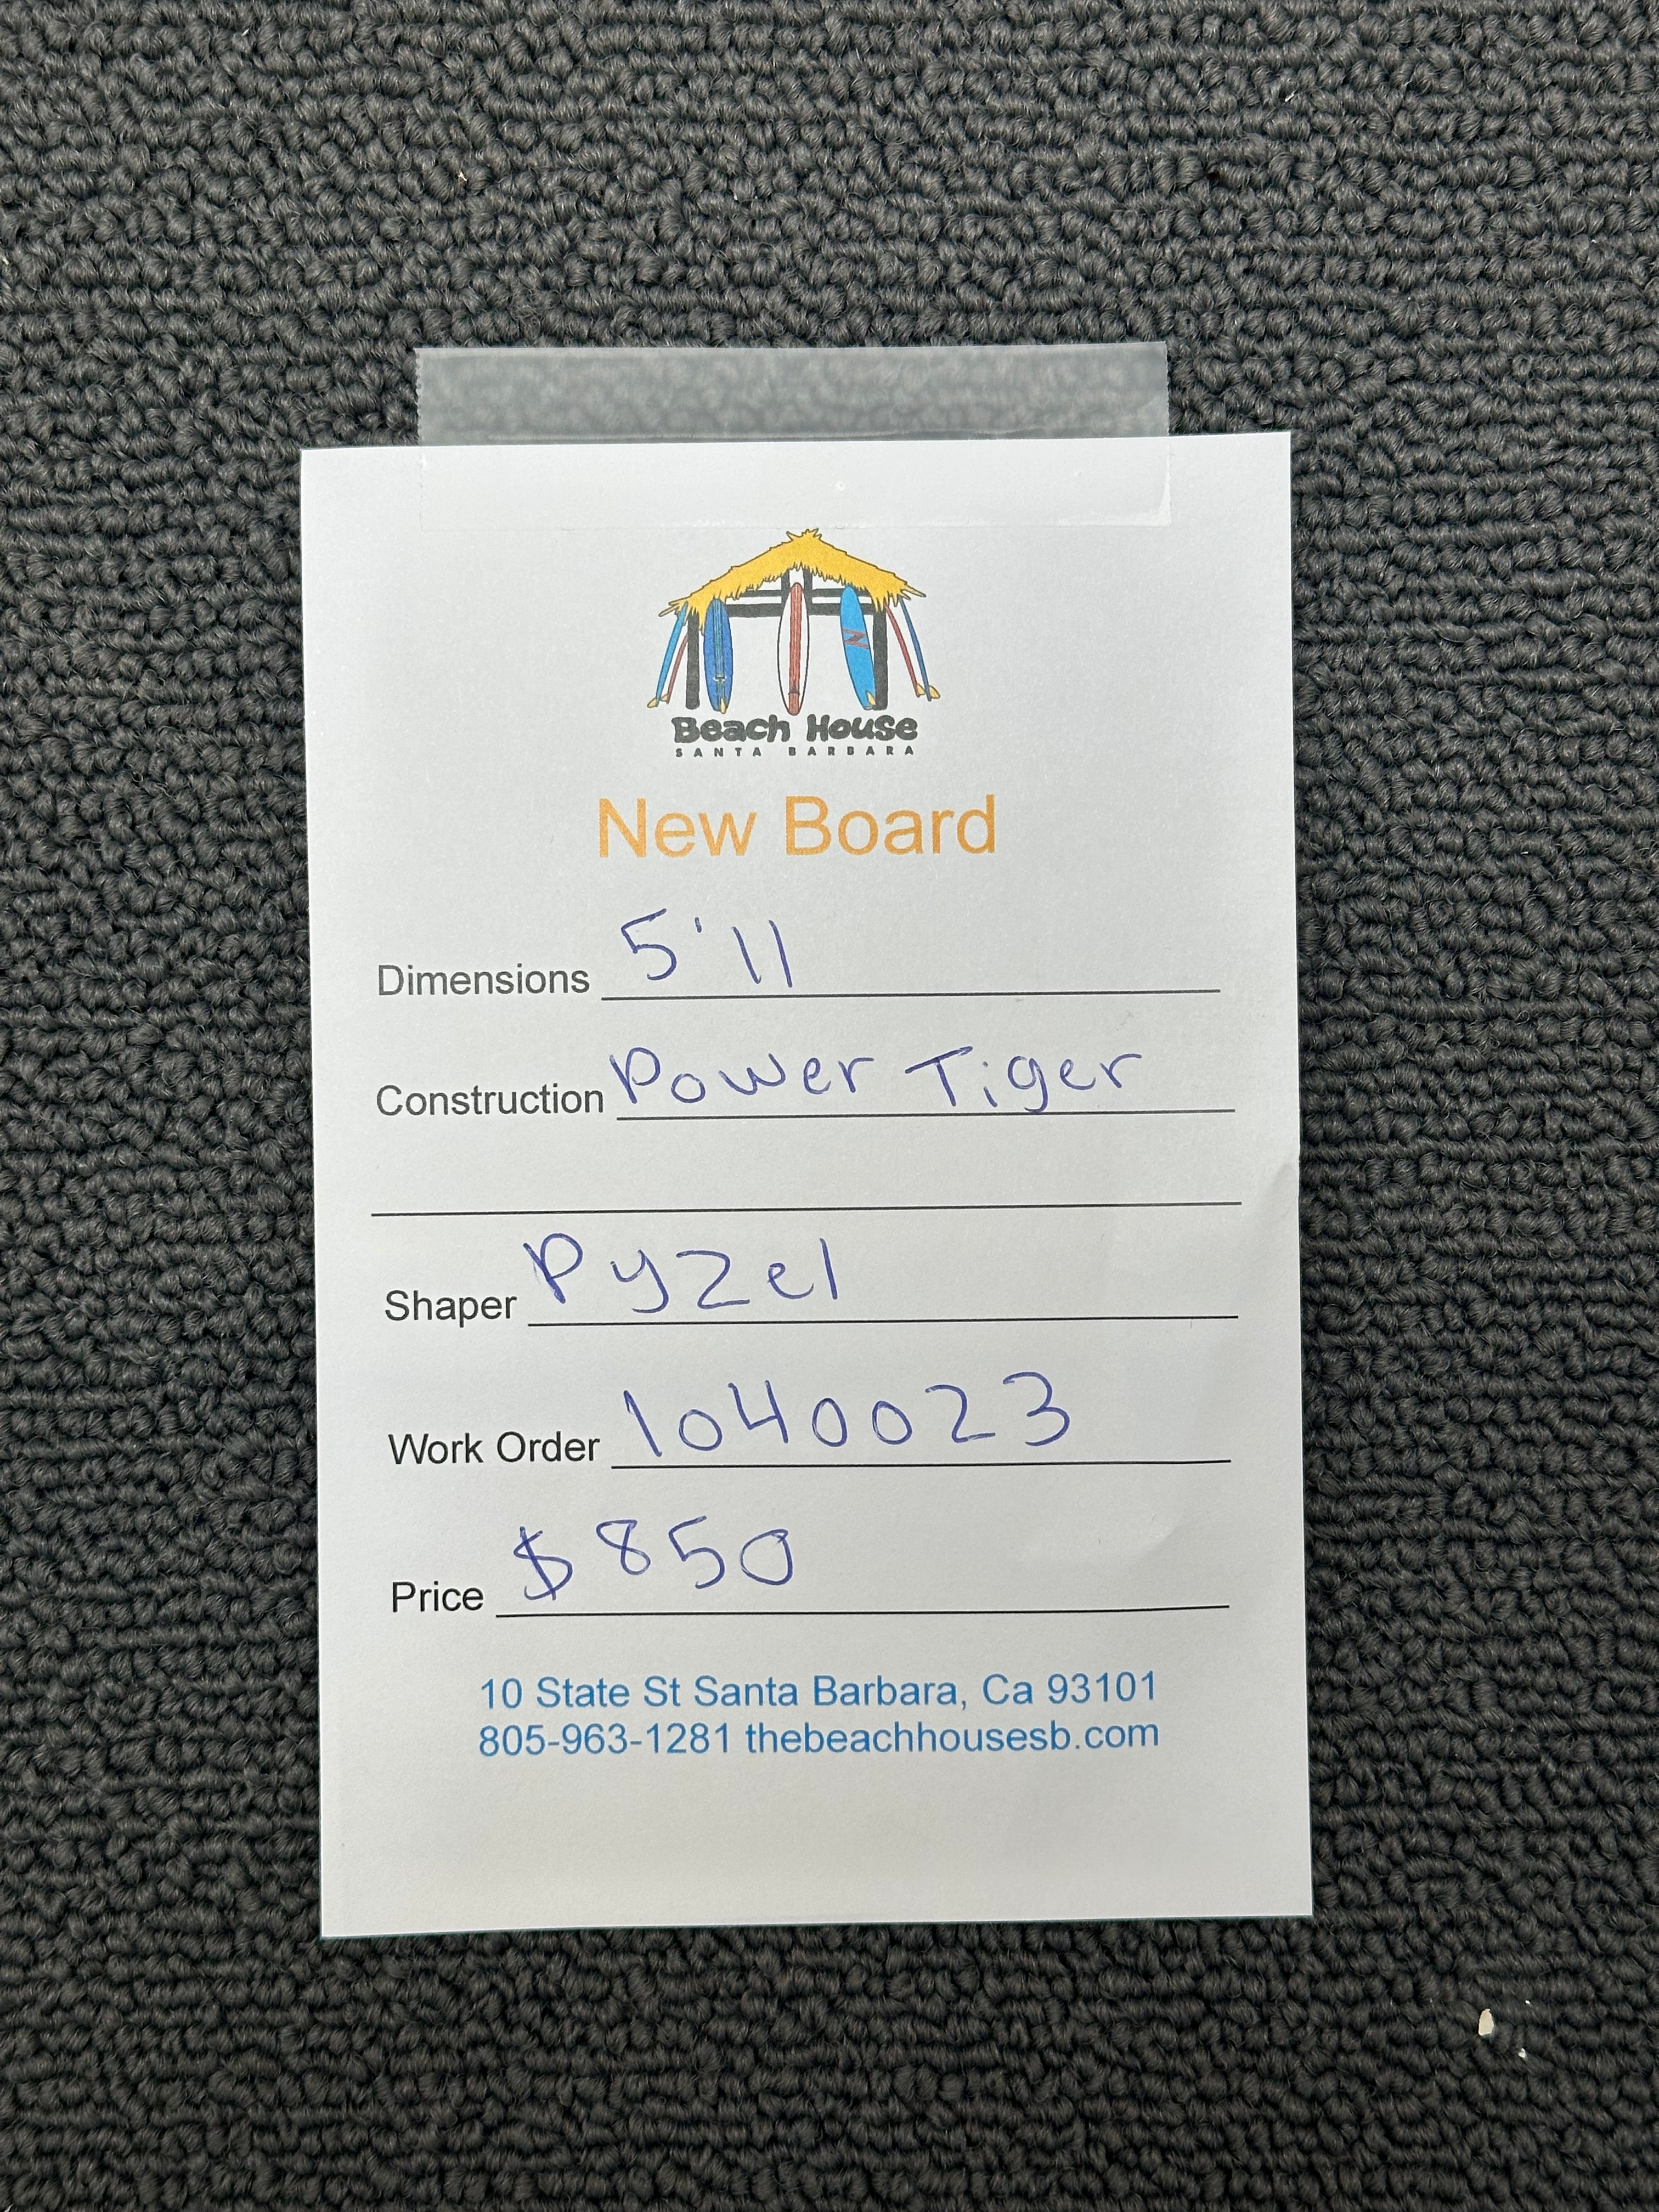 Beach House
SANTA BARBARA
New Board
Dimensions 5'11
Construction Power Tiger
Shaper Pyzel
Work Order 1040023
Price $850
10 State St Santa Barbara, Ca 93101
805-963-1281 thebeachhousesb.com